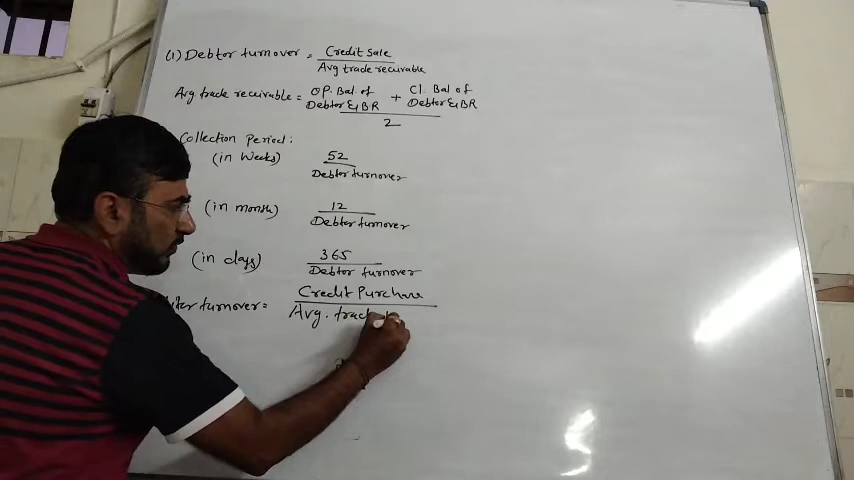 (1) Debtor turnover = Credit sale
Avg trade receivable
Avg trade receivable = OP. Bal of Debtor & BR + Cl. Bal of Debtor & BR
2
Collection Period:
(in Weeks) 52
Debtor turnover
(in month) 12
Debtor turnover
(in days) 365
Debtor turnover
turnover = Credit Purchase
Avg. trade